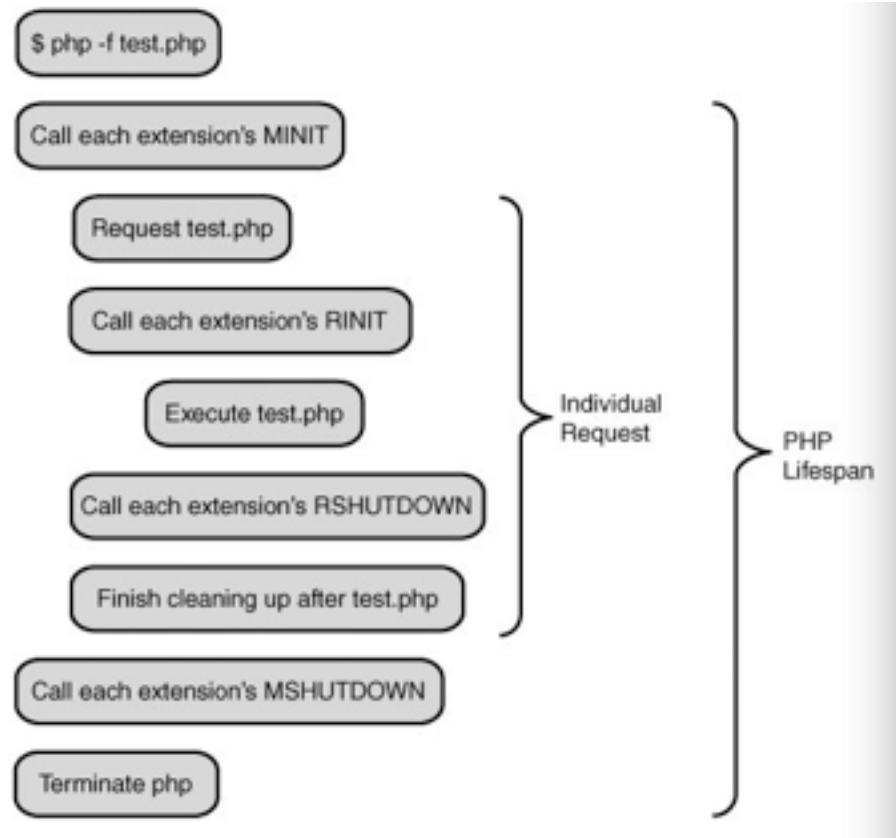 $ php -f test.php
Call each extension's MINIT
Request test.php
Call each extension's RINIT
Execute test.php
Call each extension's RSHUTDOWN
Finish cleaning up after test.php
Call each extension's MSHUTDOWN
Terminate php
Individual
Request
PHP
Lifespan